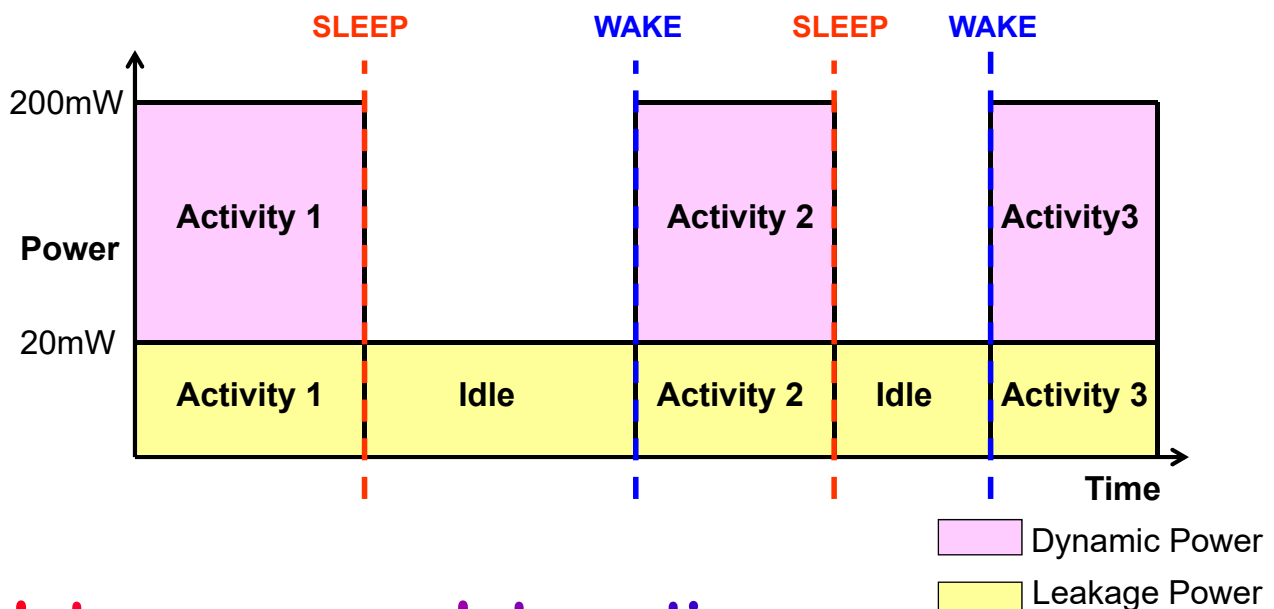 SLEEP WAKE SLEEP WAKE
200mW
Activity 1 Activity 2 Activity3
Power
20mW
Activity 1 Idle Activity 2 Idle Activity 3
Time
Dynamic Power
Leakage Power